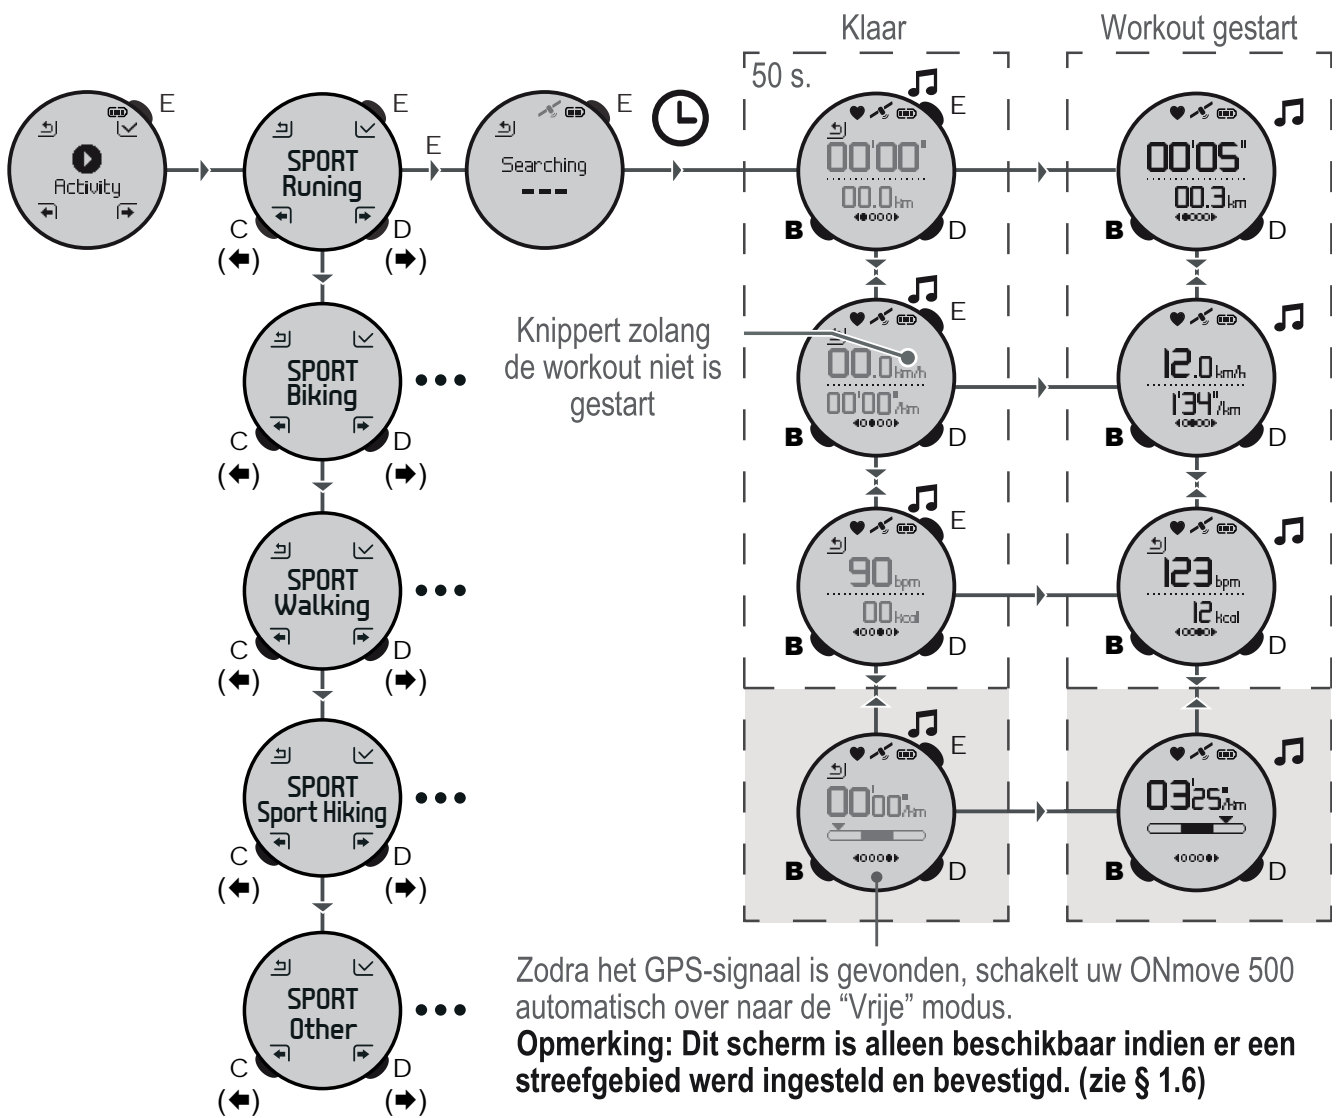 Klaar
Workout gestart
50 s.
E
Activity
E
SPORT
Runing
C
D
(←)
(→)
E
E
Searching
---
E
00'00"
00.0km
B
D
00'05"
00.3km
B
D
Knippert zolang
de workout niet is
gestart
E
00.0km/h
00'00"/km
B
D
12.0km/h
1'34"/km
B
D
SPORT
Biking
C
D
(←)
(→)
•••
E
90bpm
00kcal
B
D
123bpm
12kcal
B
D
SPORT
Walking
C
D
(←)
(→)
•••
E
00'00"/km
B
D
03'25"/km
B
D
SPORT
Sport Hiking
C
D
(←)
(→)
•••
SPORT
Other
C
D
(←)
(→)
•••
Zodra het GPS-signaal is gevonden, schakelt uw ONmove 500
automatisch over naar de “Vrije” modus.
Opmerking: Dit scherm is alleen beschikbaar indien er een
streefgebied werd ingesteld en bevestigd. (zie § 1.6)